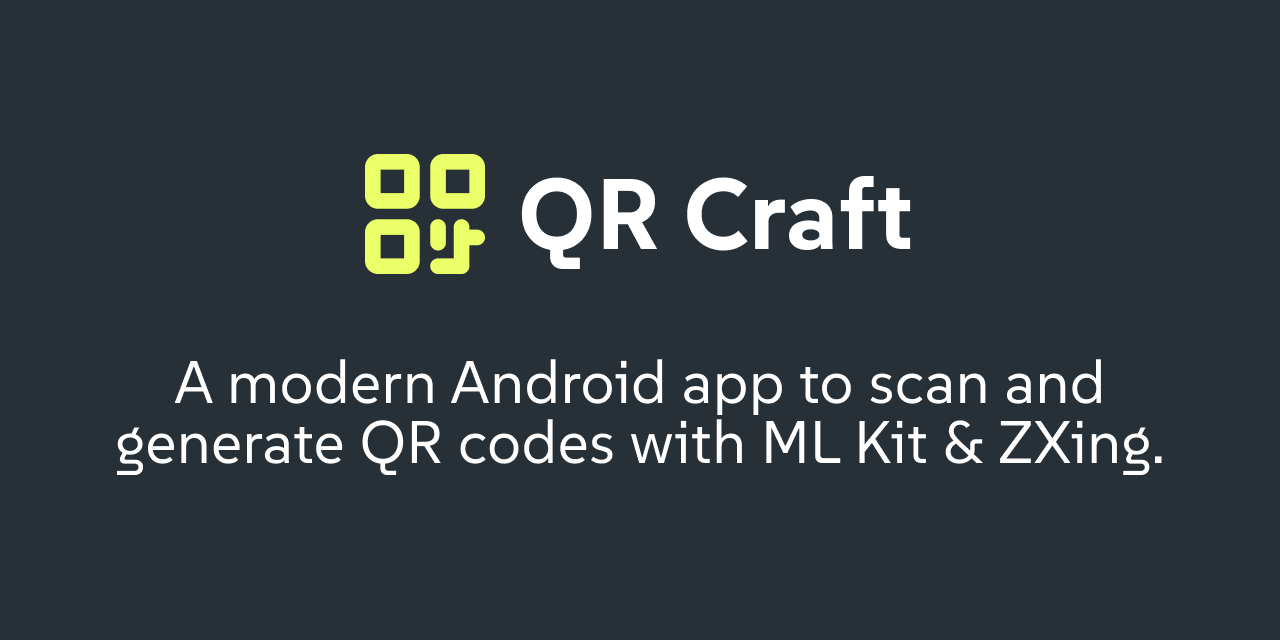 QR Craft
A modern Android app to scan and
generate QR codes with ML Kit & ZXing.